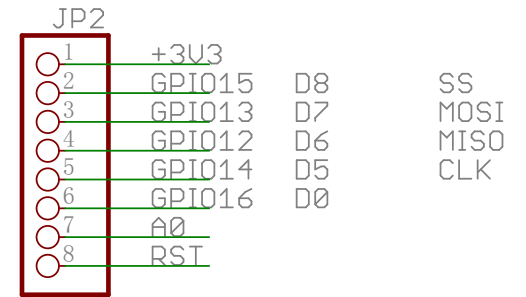 JP2
1 +3V3
2 GPIO15 D8 SS
3 GPIO13 D7 MOSI
4 GPIO12 D6 MISO
5 GPIO14 D5 CLK
6 GPIO16 D0
7 A0
8 RST